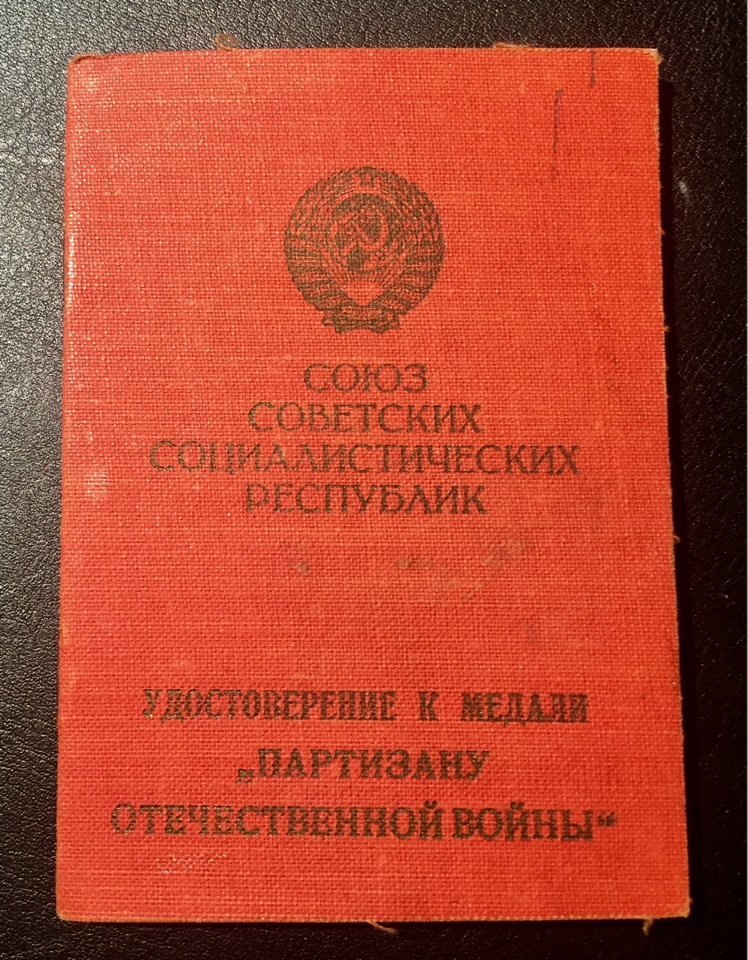 СОЮЗ
СОВЕТСКИХ
СОЦИАЛИСТИЧЕСКИХ
РЕСПУБЛИК
УДОСТОВЕРЕНИЕ К МЕДАЛИ
„ПАРТИЗАНУ
ОТЕЧЕСТВЕННОЙ ВОЙНЫ“